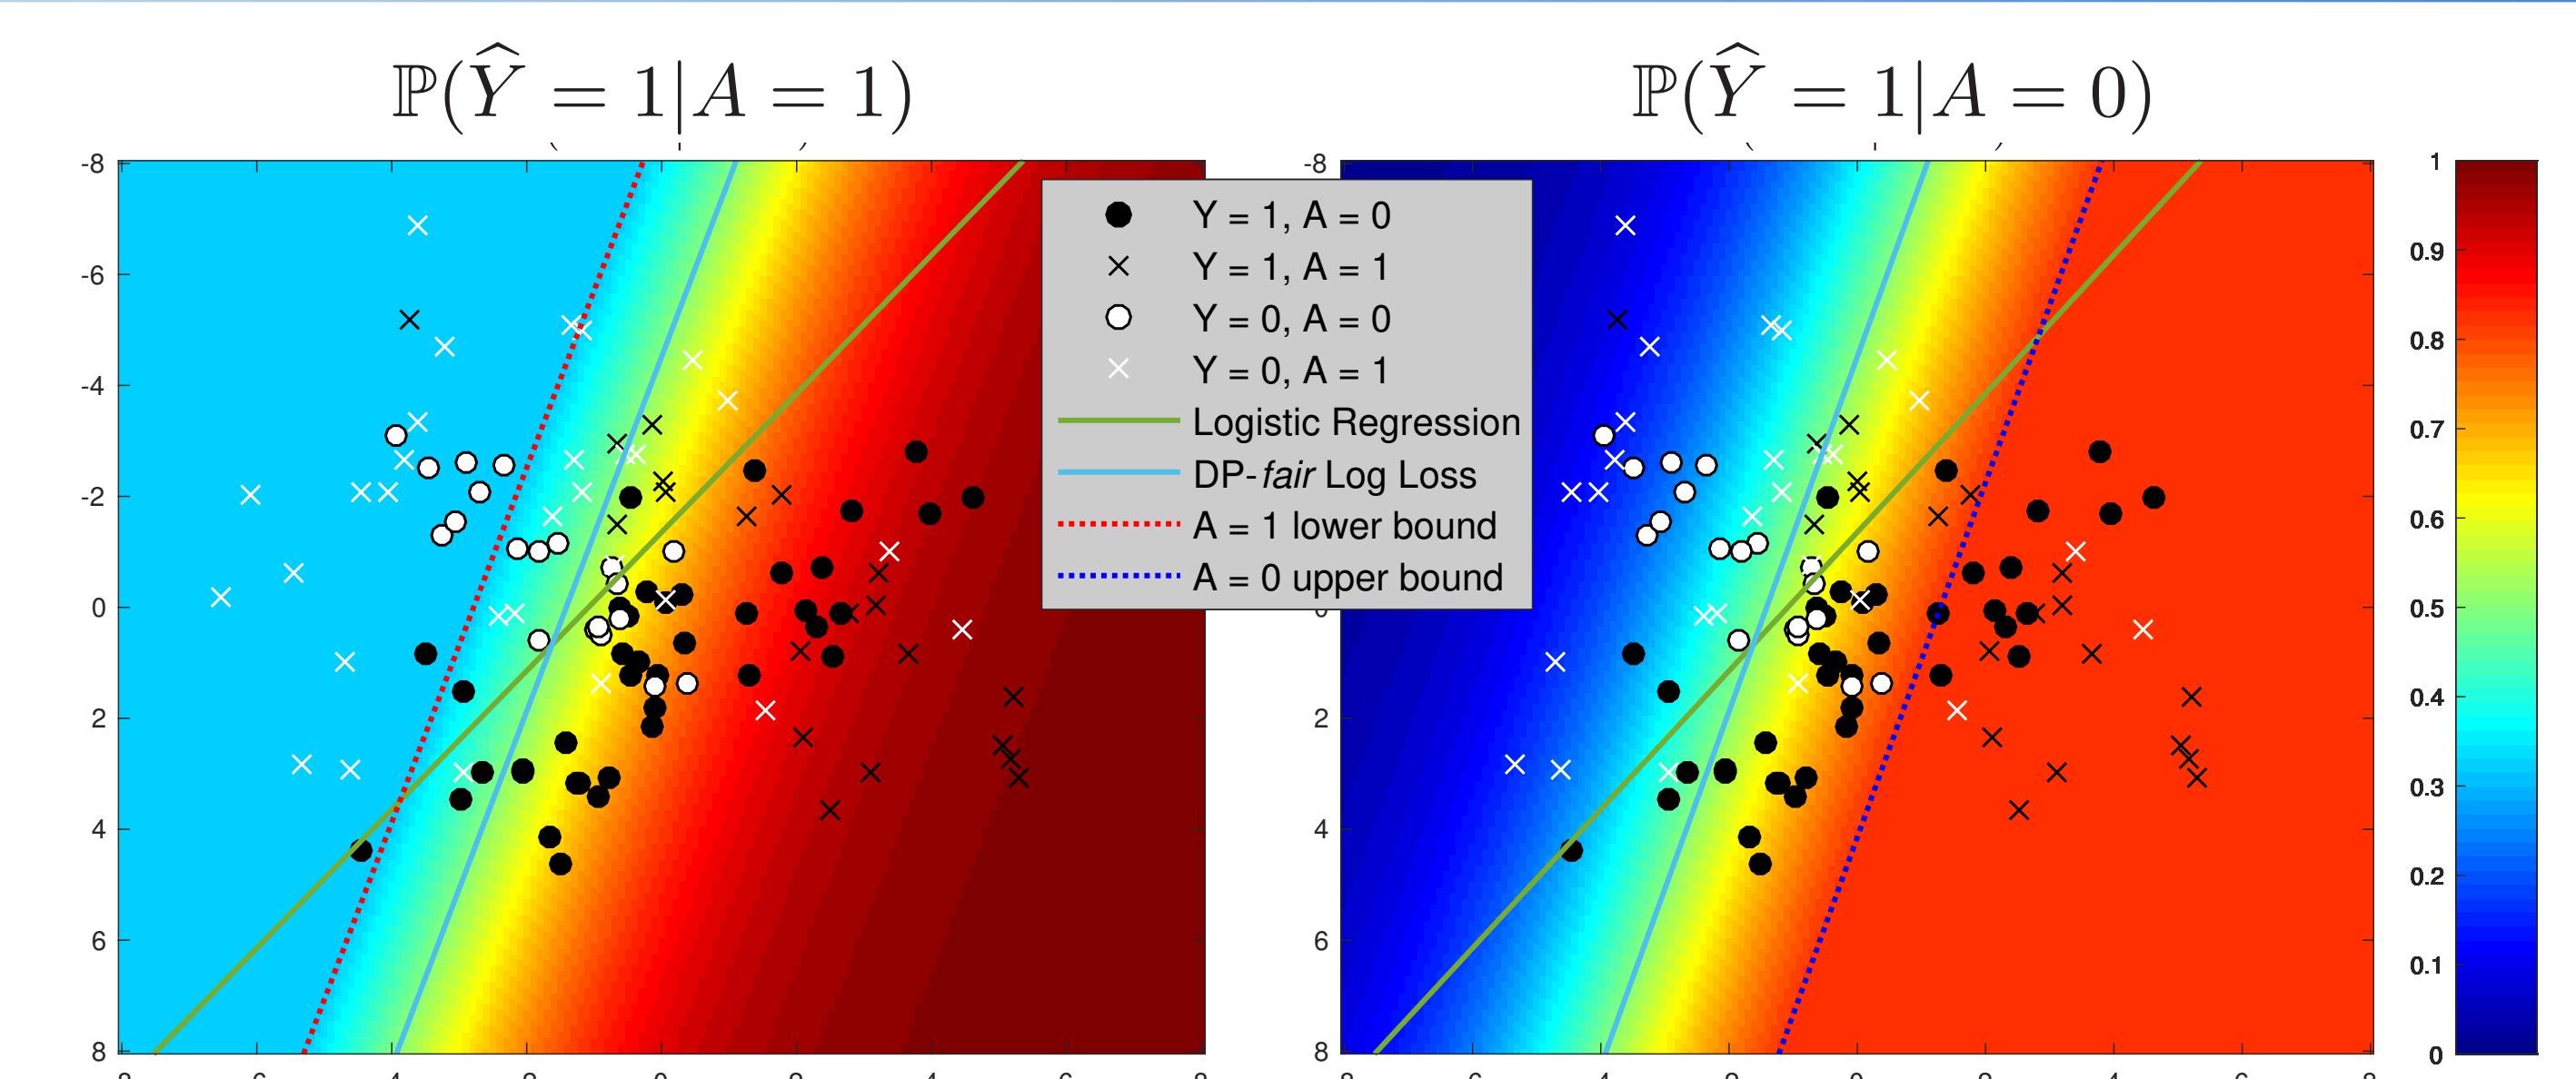 ℙ(Ŷ = 1|A = 1)
ℙ(Ŷ = 1|A = 0)
-8
-6
-4
-2
0
2
4
6
8
-8
2
4
6
8
Y = 1, A = 0
Y = 1, A = 1
Y = 0, A = 0
Y = 0, A = 1
Logistic Regression
DP-fair Log Loss
A = 1 lower bound
A = 0 upper bound
1
0.9
0.8
0.7
0.6
0.5
0.4
0.3
0.2
0.1
0